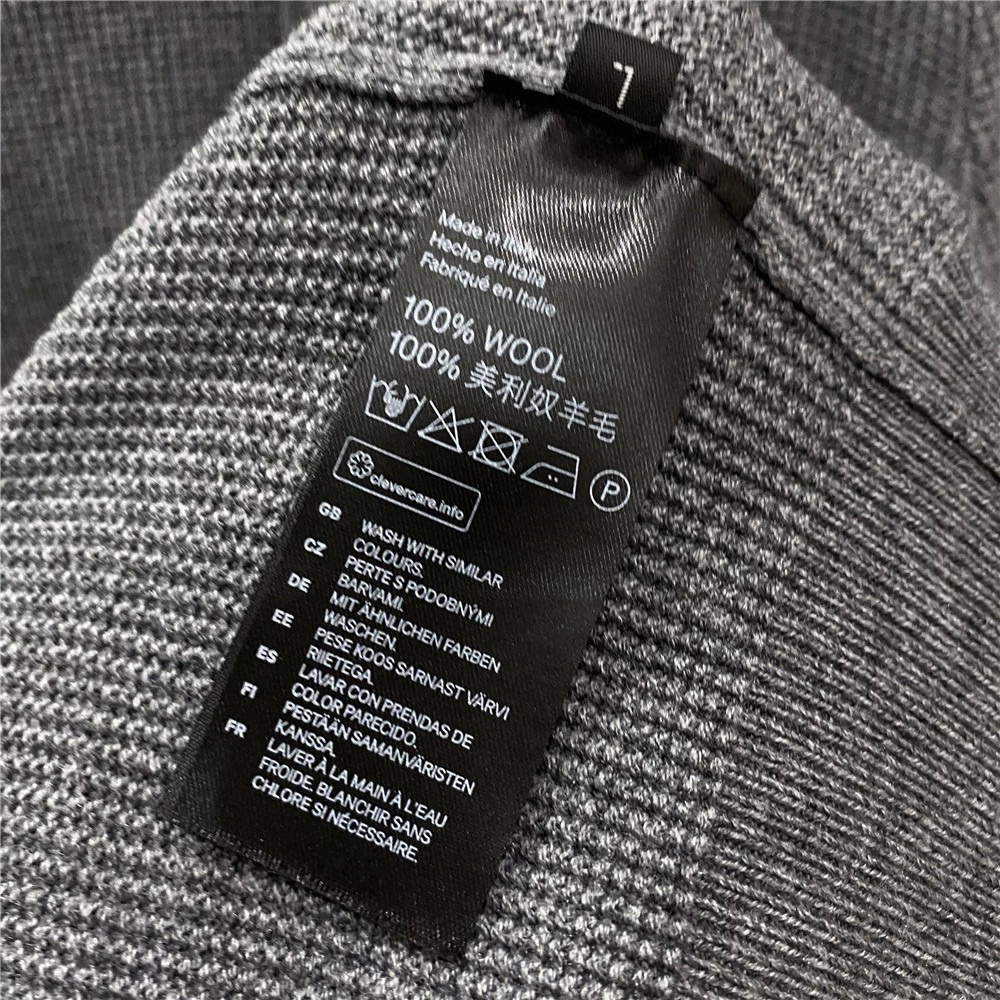 L
Made in Italy
Hecho en Italia
Fabriqué en Italie
100% WOOL
100% 美利奴羊毛
P
clevercare.info
GB WASH WITH SIMILAR
COLOURS.
CZ PERTE S PODOBNÝMI
BARVAMI.
DE MIT ÄHNLICHEN FARBEN
WASCHEN.
EE PESE KOOS SARNAST VÄRVI
RIIETEGA.
ES LAVAR CON PRENDAS DE
COLOR PARECIDO.
FI PESTÄÄN SAMANVÄRISTEN
KANSSA.
FR LAVER À LA MAIN À L'EAU
FROIDE. BLANCHIR SANS
CHLORE SI NÉCESSAIRE.